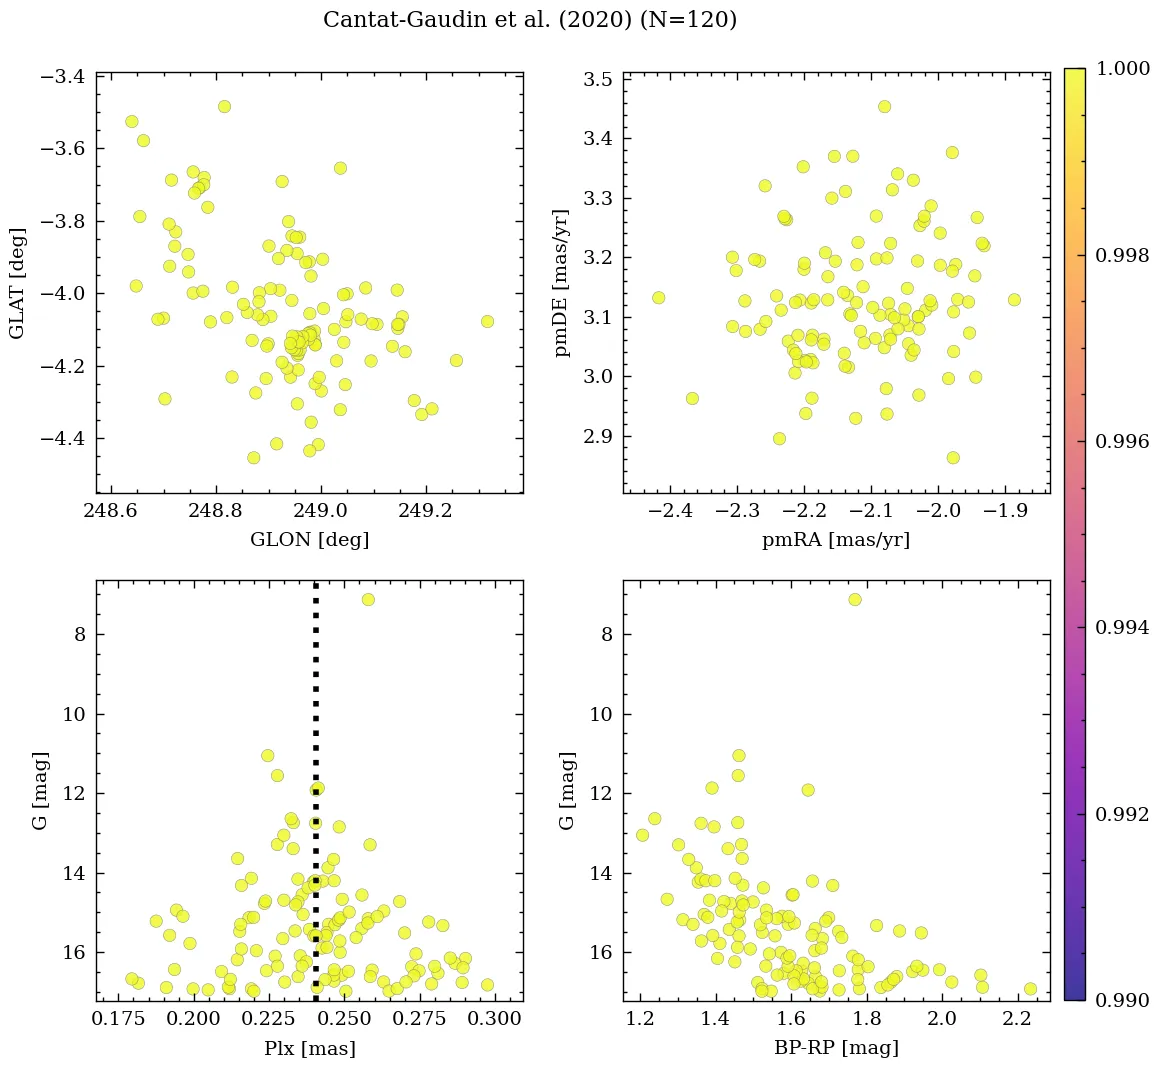 Cantat-Gaudin et al. (2020) (N=120)
−3.4
−3.6
−3.8
−4.0
−4.2
−4.4
GLAT [deg]
248.6 248.8 249.0 249.2
GLON [deg]
3.5
3.4
3.3
3.2
3.1
3.0
2.9
pmDE [mas/yr]
−2.4 −2.3 −2.2 −2.1 −2.0 −1.9
pmRA [mas/yr]
1.000
0.998
0.996
0.994
0.992
0.990
8
10
12
14
16
G [mag]
0.175 0.200 0.225 0.250 0.275 0.300
Plx [mas]
8
10
12
14
16
G [mag]
1.2 1.4 1.6 1.8 2.0 2.2
BP-RP [mag]